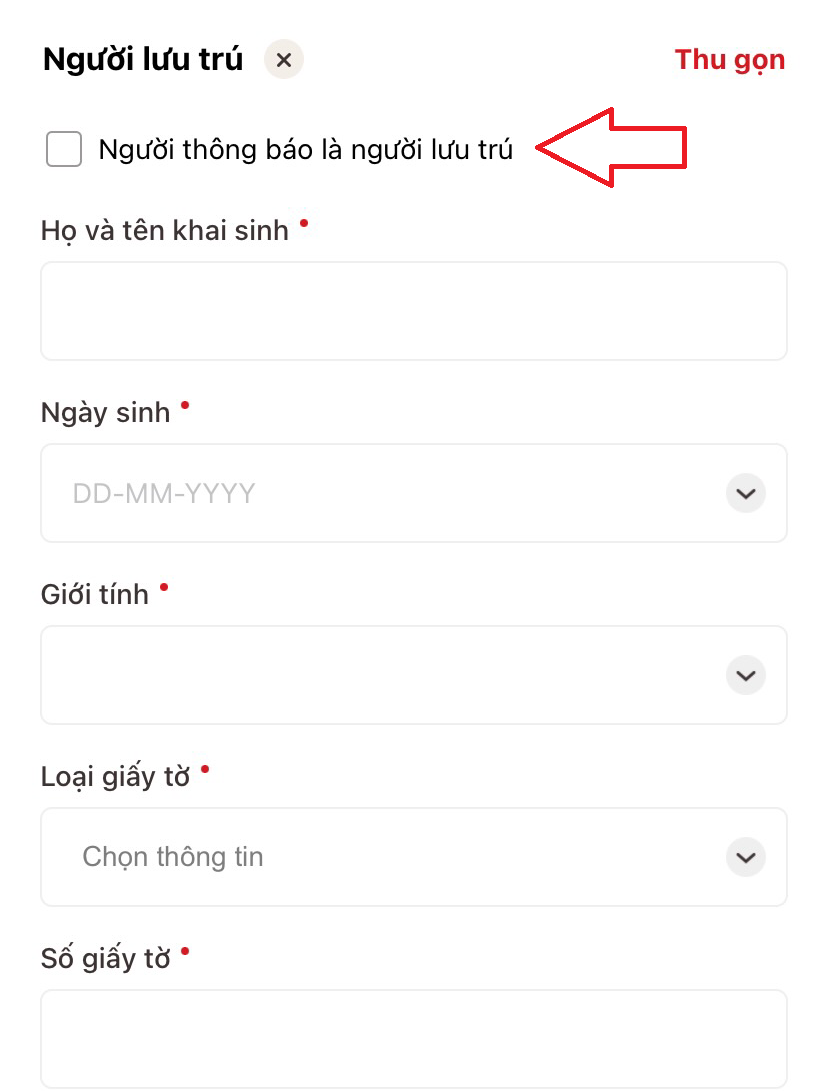 Người lưu trú
Thu gọn
Người thông báo là người lưu trú
Họ và tên khai sinh
Ngày sinh
DD-MM-YYYY
Giới tính
Loại giấy tờ
Chọn thông tin
Số giấy tờ